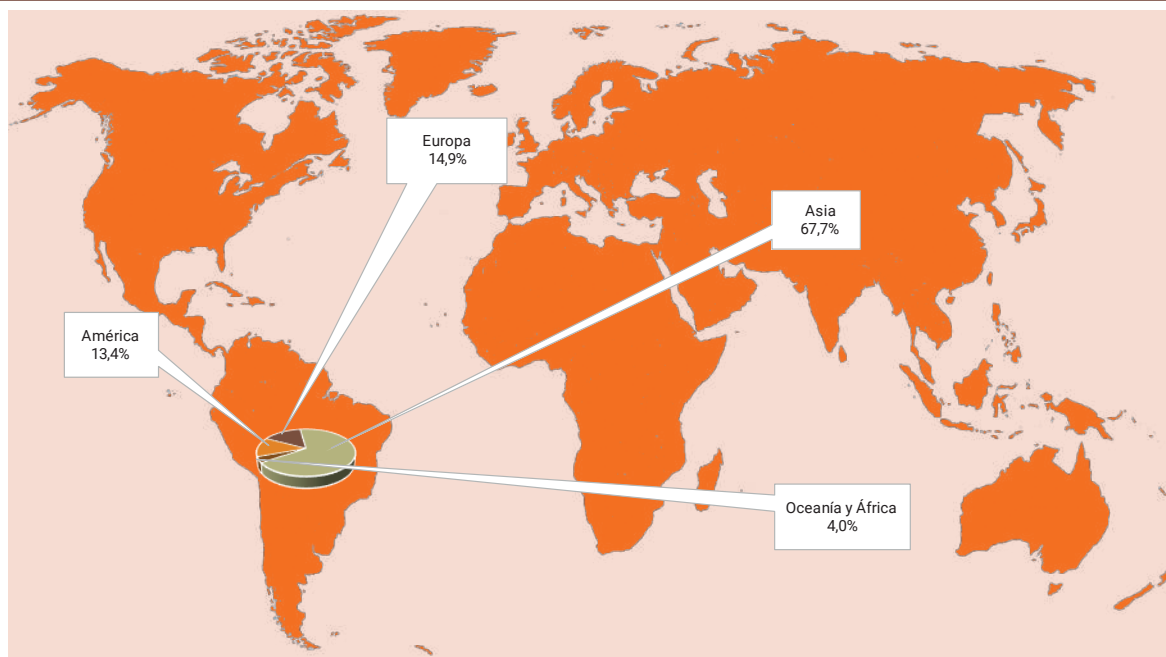 Europa
14,9%
Asia
67,7%
América
13,4%
Oceanía y África
4,0%